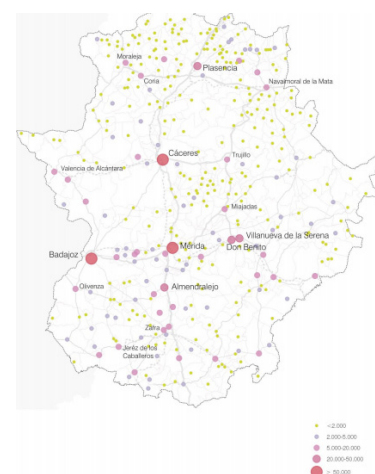 Moraleja
Plasencia
Coria
Navalmoral de la Mata
Cáceres
Trujillo
Valencia de Alcántara
Miajadas
Villanueva de la Serena
Mérida
Don Benito
Badajoz
Olivenza
Almendralejo
Zafra
Jeréz de los
Caballeros
<2.000
2.000-5.000
5.000-20.000
20.000-50.000
> 50.000